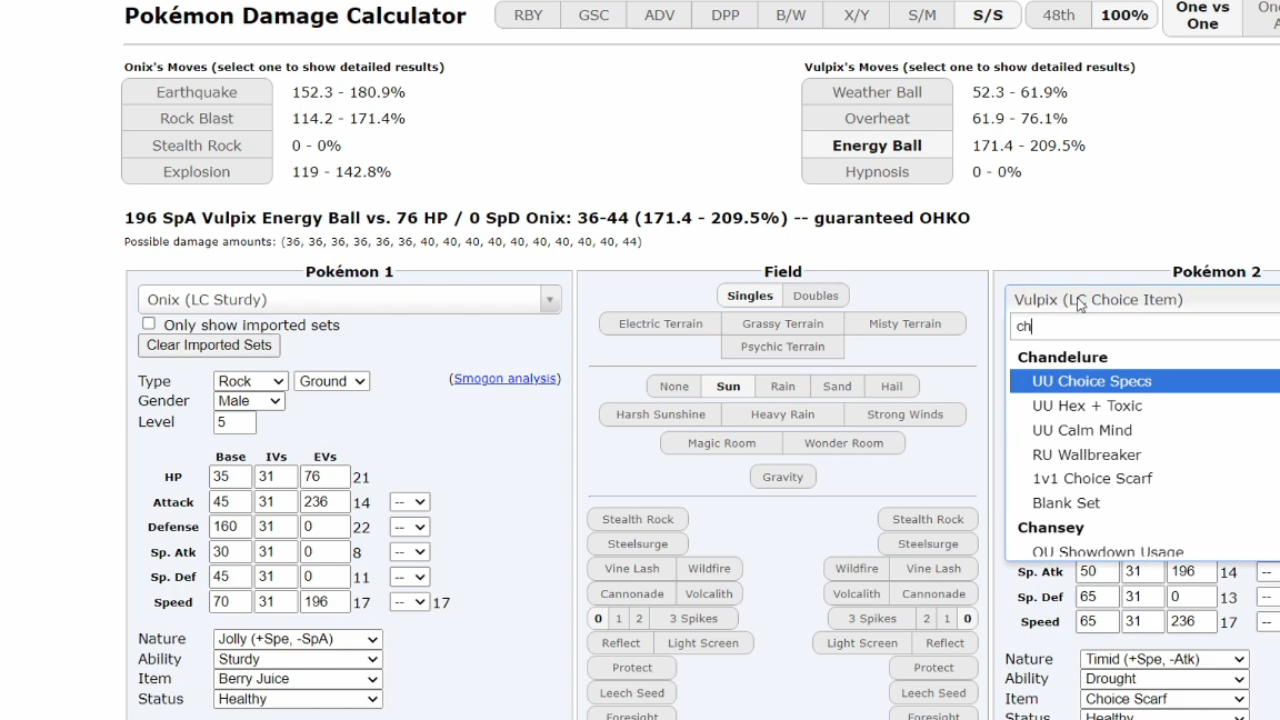 Pokémon Damage Calculator
RBY GSC ADV DPP B/W X/Y S/M S/S 48th 100% One vs One
Onix's Moves (select one to show detailed results)
Earthquake 152.3 - 180.9%
Rock Blast 114.2 - 171.4%
Stealth Rock 0 - 0%
Explosion 119 - 142.8%
Vulpix's Moves (select one to show detailed results)
Weather Ball 52.3 - 61.9%
Overheat 61.9 - 76.1%
Energy Ball 171.4 - 209.5%
Hypnosis 0 - 0%
196 SpA Vulpix Energy Ball vs. 76 HP / 0 SpD Onix: 36-44 (171.4 - 209.5%) -- guaranteed OHKO
Possible damage amounts: (36, 36, 36, 36, 36, 36, 40, 40, 40, 40, 40, 40, 40, 40, 40, 44)
Pokémon 1
Onix (LC Sturdy)
Only show imported sets
Clear Imported Sets
Type Rock Ground (Smogon analysis)
Gender Male
Level 5
Base IVs EVs
HP 35 31 76 21
Attack 45 31 236 14 --
Defense 160 31 0 22 --
Sp. Atk 30 31 0 8 --
Sp. Def 45 31 0 11 --
Speed 70 31 196 17 -- 17
Nature Jolly (+Spe, -SpA)
Ability Sturdy
Item Berry Juice
Status Healthy
Field
Singles Doubles
Electric Terrain Grassy Terrain Misty Terrain
Psychic Terrain
None Sun Rain Sand Hail
Harsh Sunshine Heavy Rain Strong Winds
Magic Room Wonder Room
Gravity
Stealth Rock Stealth Rock
Steelsurge Steelsurge
Vine Lash Wildfire Wildfire Vine Lash
Cannonade Volcalith Volcalith Cannonade
0 1 2 3 Spikes 3 Spikes 2 1 0
Reflect Light Screen Light Screen Reflect
Protect Protect
Leech Seed Leech Seed
Foresight Foresight
Pokémon 2
Vulpix (LC Choice Item)
ch
Chandelure
UU Choice Specs
UU Hex + Toxic
UU Calm Mind
RU Wallbreaker
1v1 Choice Scarf
Blank Set
Chansey
OU Showdown Usage
Sp. Atk 50 31 196 14 --
Sp. Def 65 31 0 13 --
Speed 65 31 236 17 --
Nature Timid (+Spe, -Atk)
Ability Drought
Item Choice Scarf
Status Healthy